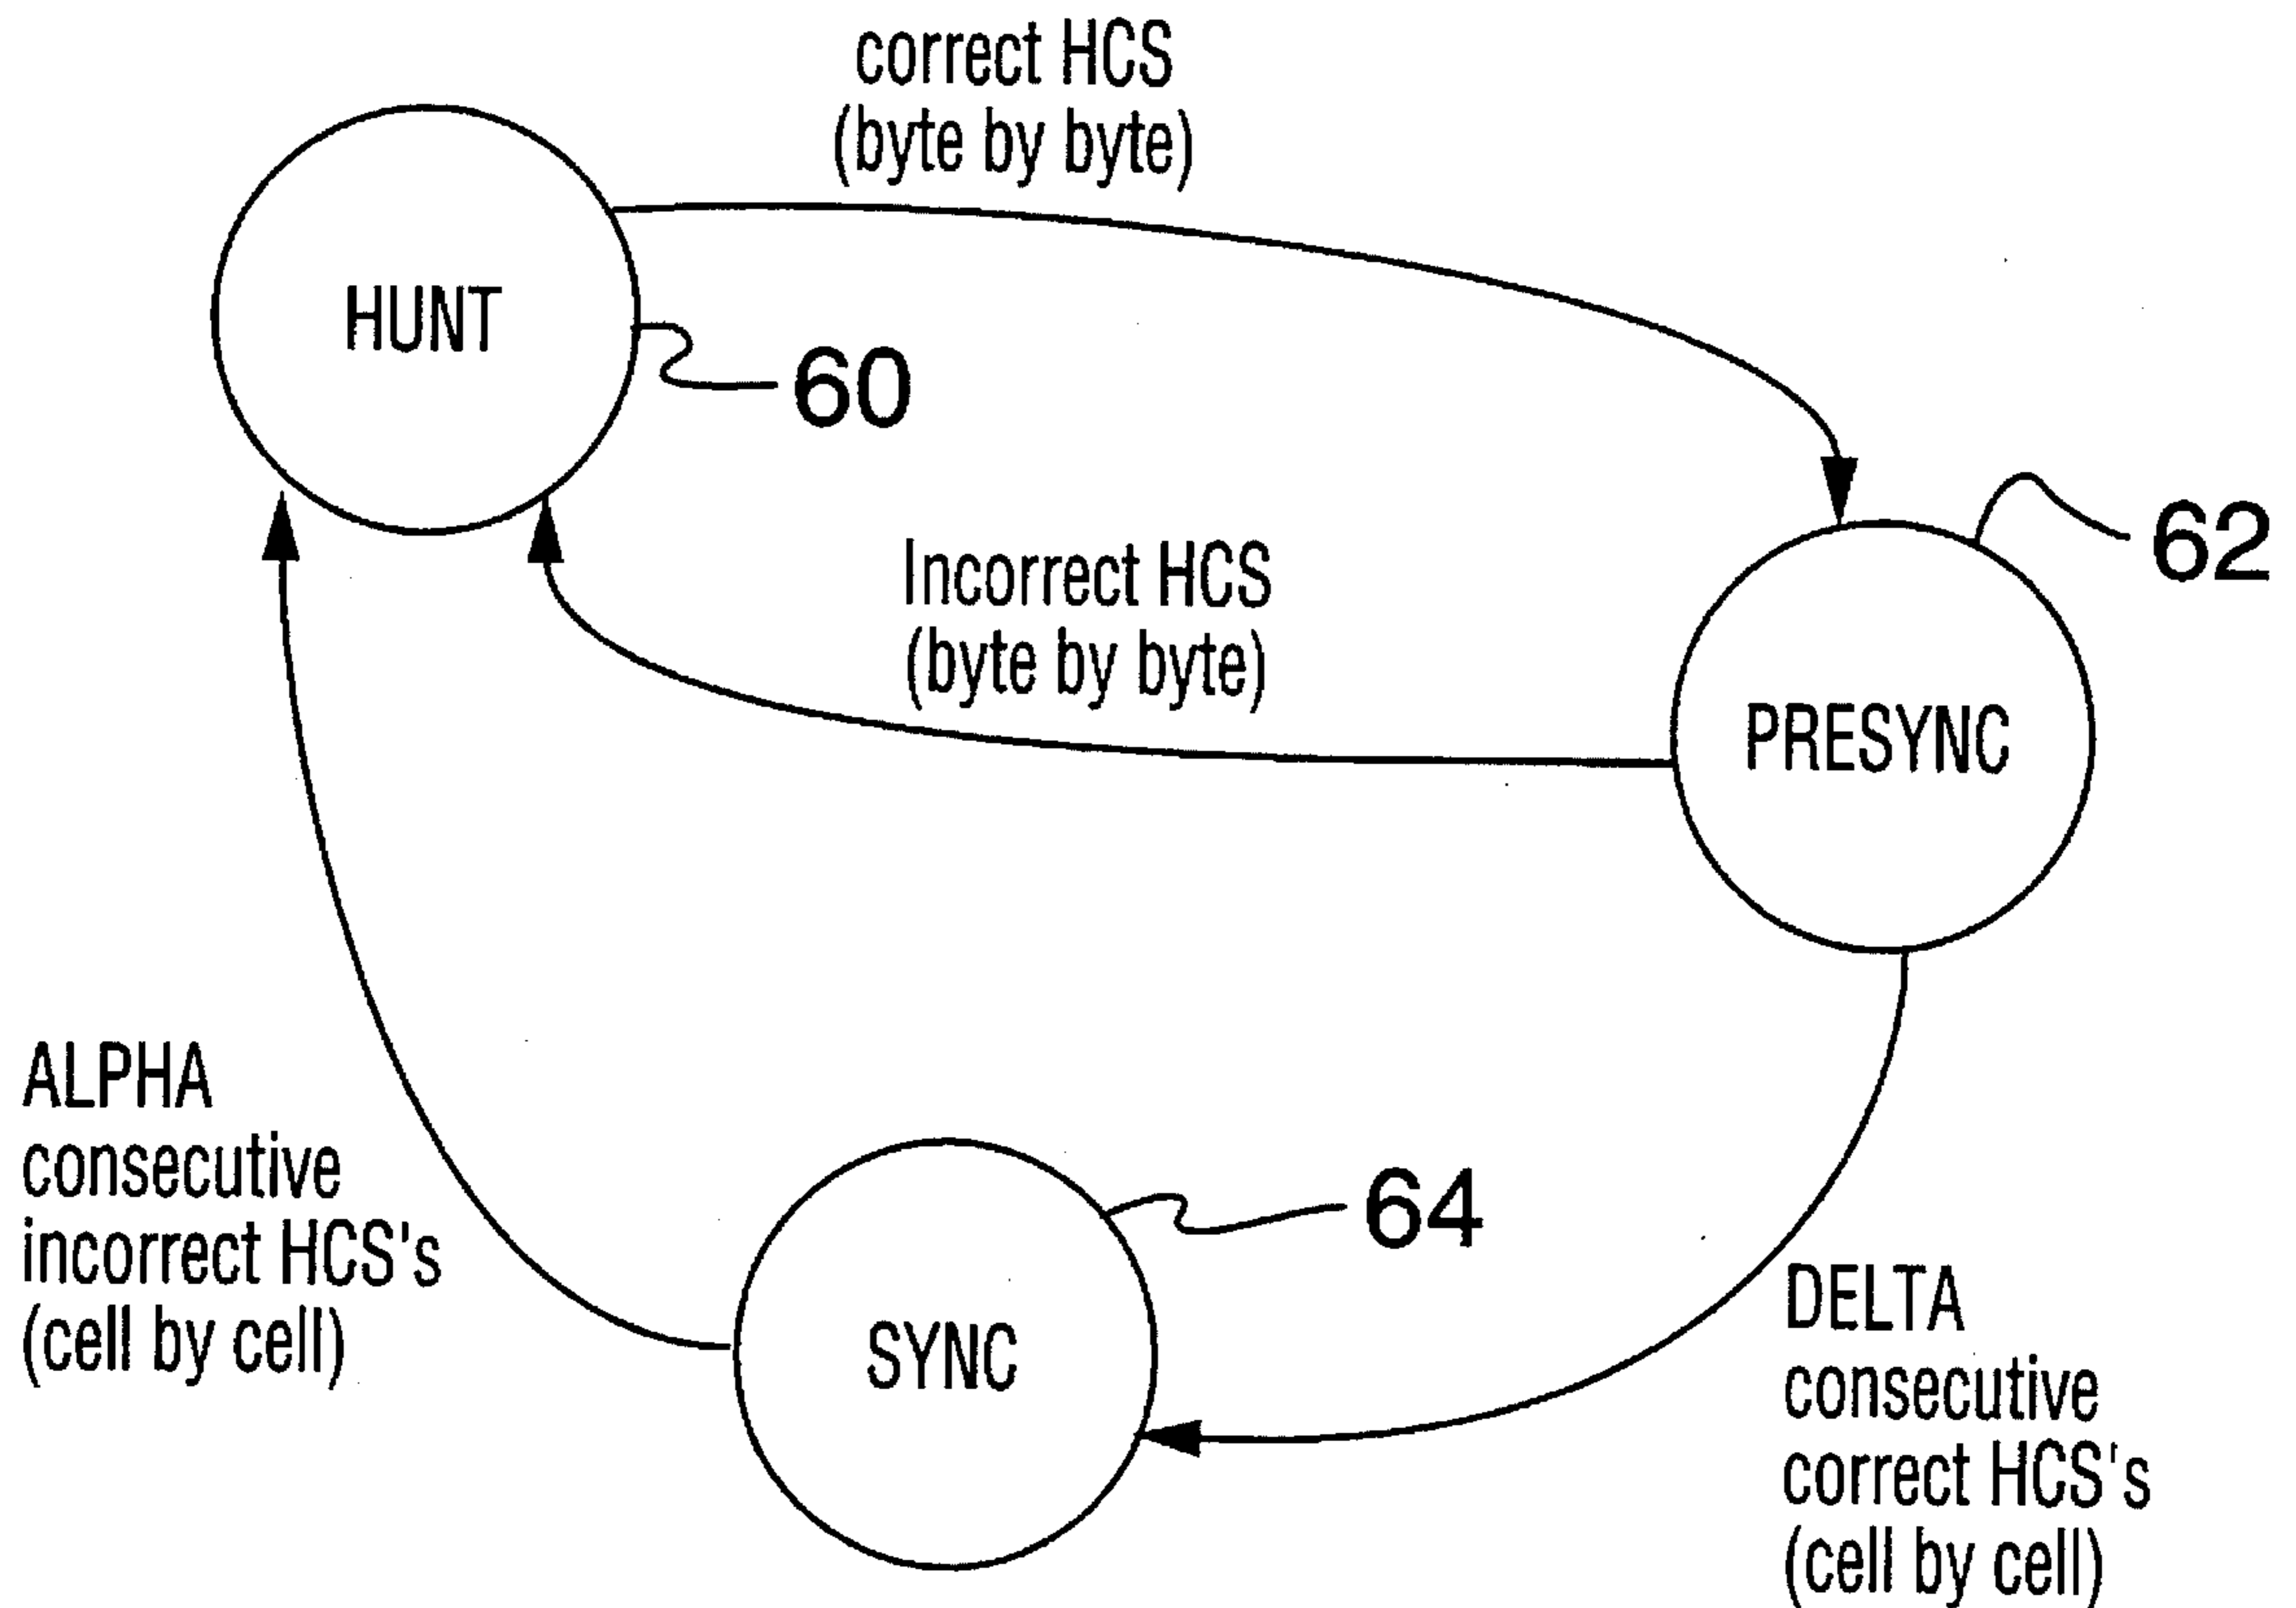 correct HCS
(byte by byte)
HUNT
60
62
Incorrect HCS
(byte by byte)
PRESYNC
ALPHA
consecutive
incorrect HCS's
(cell by cell)
64
SYNC
DELTA
consecutive
correct HCS's
(cell by cell)